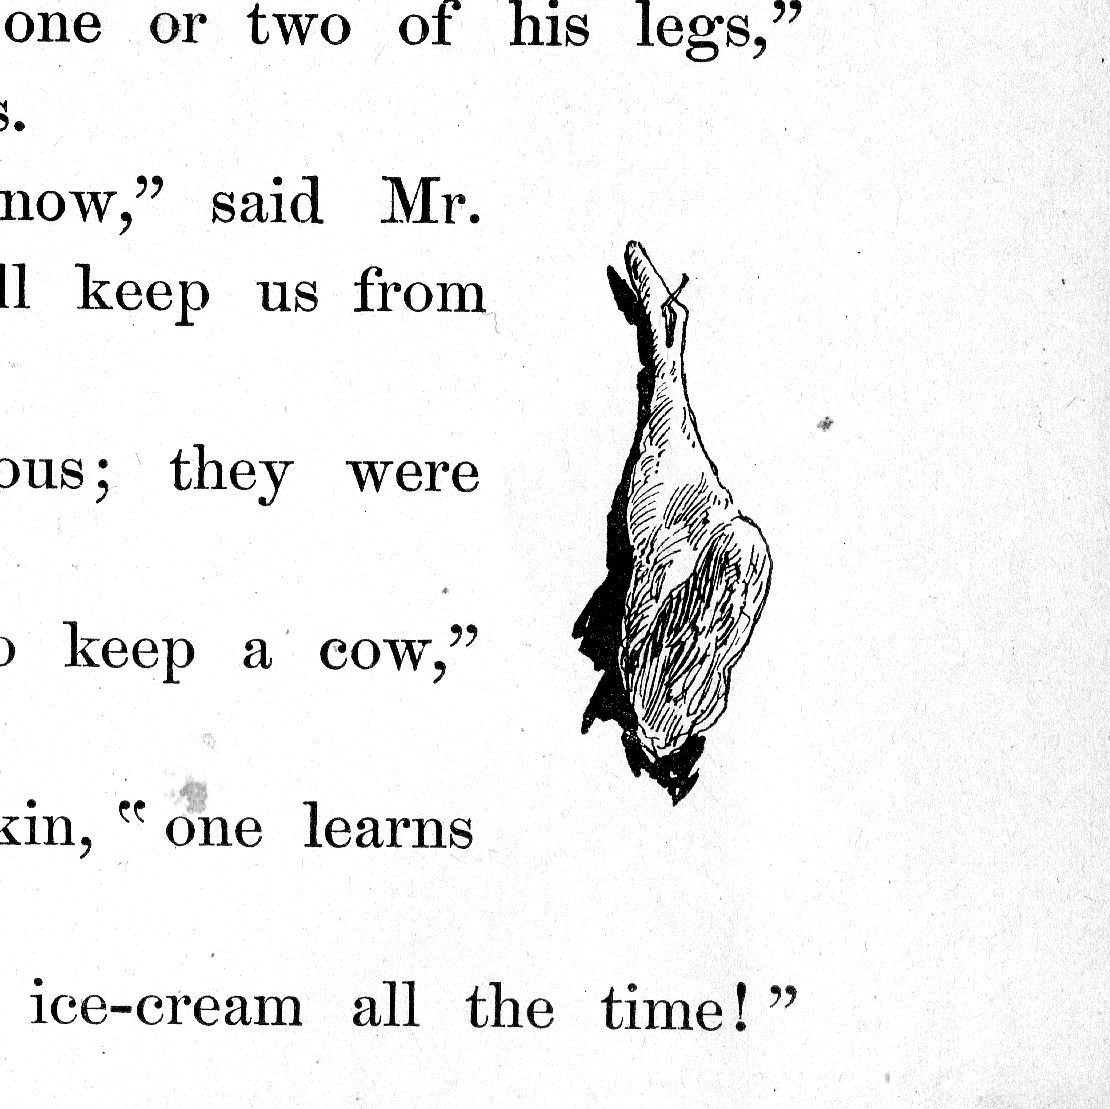 one or two of his legs,”
s.
now,” said Mr.
ll keep us from
ous; they were
o keep a cow,”
kin, “one learns
ice-cream all the time!”